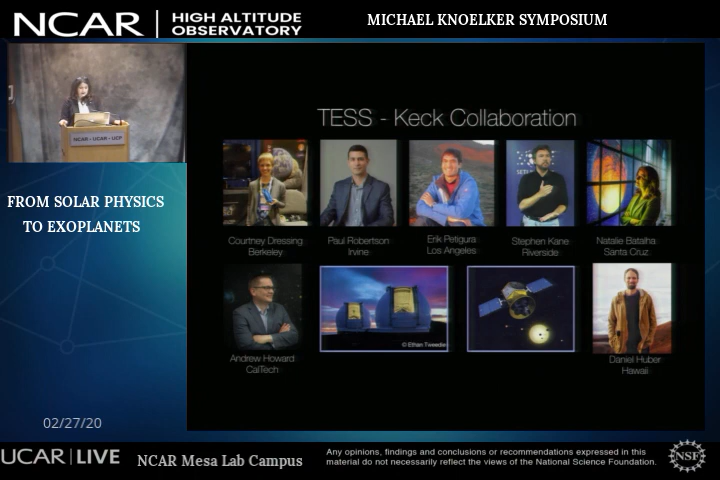 NCAR
HIGH ALTITUDE
OBSERVATORY
MICHAEL KNOELKER SYMPOSIUM
NCAR • UCAR • UCP
FROM SOLAR PHYSICS
TO EXOPLANETS
TESS - Keck Collaboration
Courtney Dressing
Berkeley
Paul Robertson
Irvine
Erik Petigura
Los Angeles
Stephen Kane
Riverside
Natalie Batalha
Santa Cruz
Andrew Howard
CalTech
© Ethan Tweedie
Daniel Huber
Hawaii
02/27/20
UCAR | LIVE
NCAR Mesa Lab Campus
Any opinions, findings and conclusions or recommendations expressed in this
material do not necessarily reflect the views of the National Science Foundation.
NSF